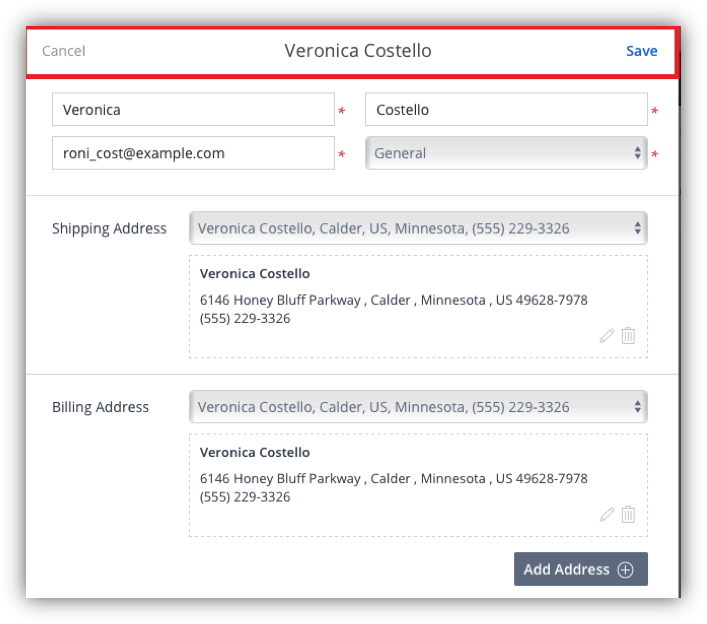 Cancel Veronica Costello Save
Veronica * Costello *
roni_cost@example.com * General *
Shipping Address Veronica Costello, Calder, US, Minnesota, (555) 229-3326
Veronica Costello
6146 Honey Bluff Parkway , Calder , Minnesota , US 49628-7978
(555) 229-3326
Billing Address Veronica Costello, Calder, US, Minnesota, (555) 229-3326
Veronica Costello
6146 Honey Bluff Parkway , Calder , Minnesota , US 49628-7978
(555) 229-3326
Add Address